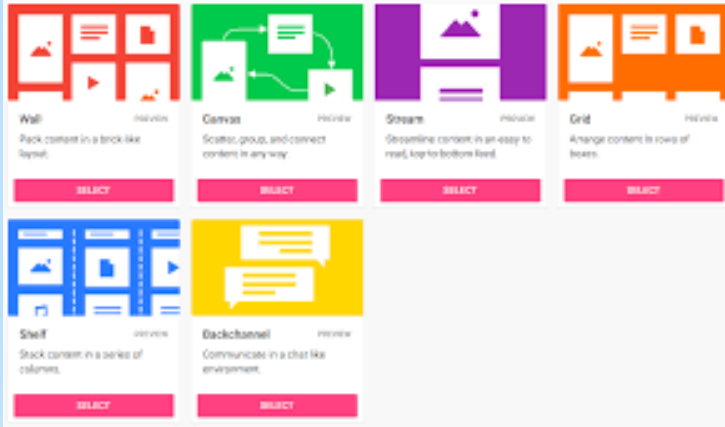 Wall PREVIEW
Pack content in a brick-like
layout.
SELECT
Canvas PREVIEW
Scatter, group, and connect
content in any way.
SELECT
Stream PREVIEW
Streamline content in an easy to
read, top to bottom feed.
SELECT
Grid PREVIEW
Arrange content in rows of
boxes.
SELECT
Shelf PREVIEW
Stack content in a series of
columns.
SELECT
Backchannel PREVIEW
Communicate in a chat like
environment.
SELECT